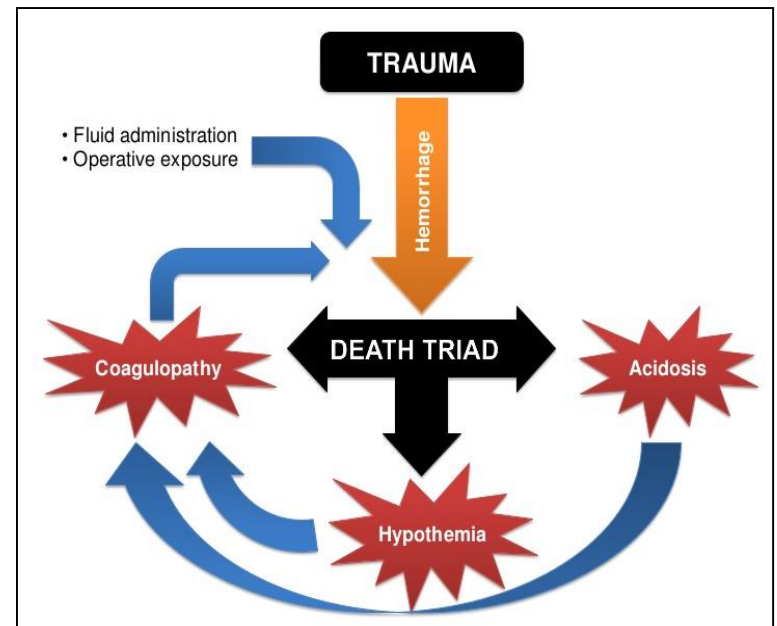 TRAUMA
• Fluid administration
• Operative exposure
Hemorrhage
DEATH TRIAD
Coagulopathy
Acidosis
Hypothemia